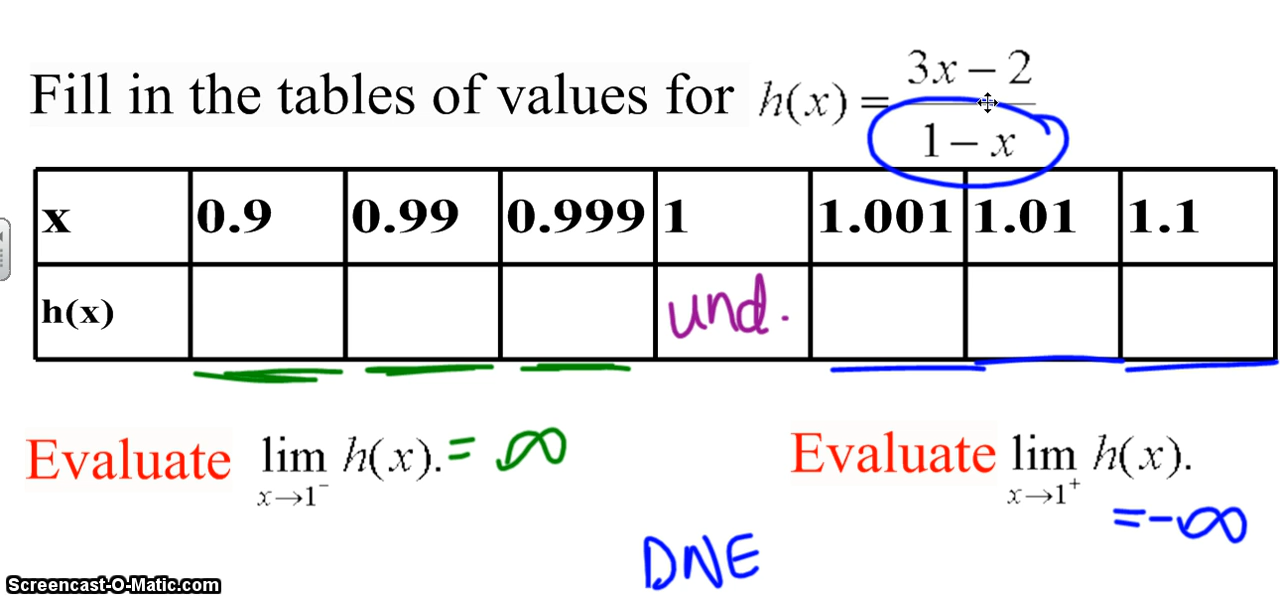 Fill in the tables of values for h(x) = (3x − 2)/(1 − x)
x 0.9 0.99 0.999 1 1.001 1.01 1.1
h(x) und.
Evaluate lim x→1⁻ h(x). = ∞
Evaluate lim x→1⁺ h(x).
= −∞
DNE
Screencast-O-Matic.com